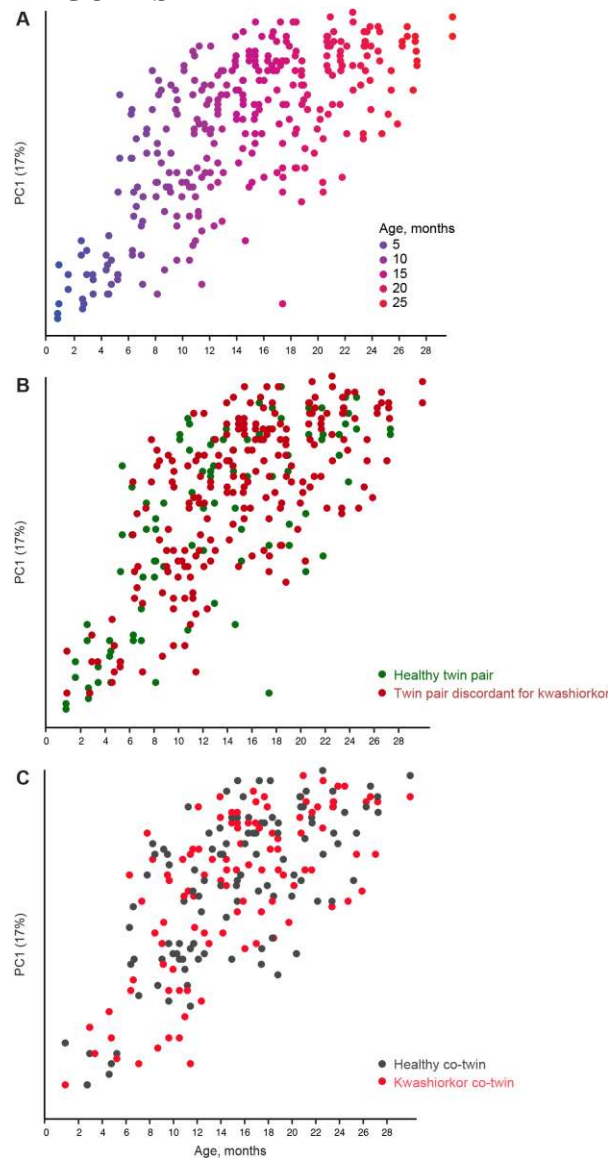 A
PC1 (17%)
Age, months
5
10
15
20
25
0 2 4 6 8 10 12 14 16 18 20 22 24 26 28
B
PC1 (17%)
Healthy twin pair
Twin pair discordant for kwashiorkor
0 2 4 6 8 10 12 14 16 18 20 22 24 26 28
C
PC1 (17%)
Healthy co-twin
Kwashiorkor co-twin
0 2 4 6 8 10 12 14 16 18 20 22 24 26 28
Age, months